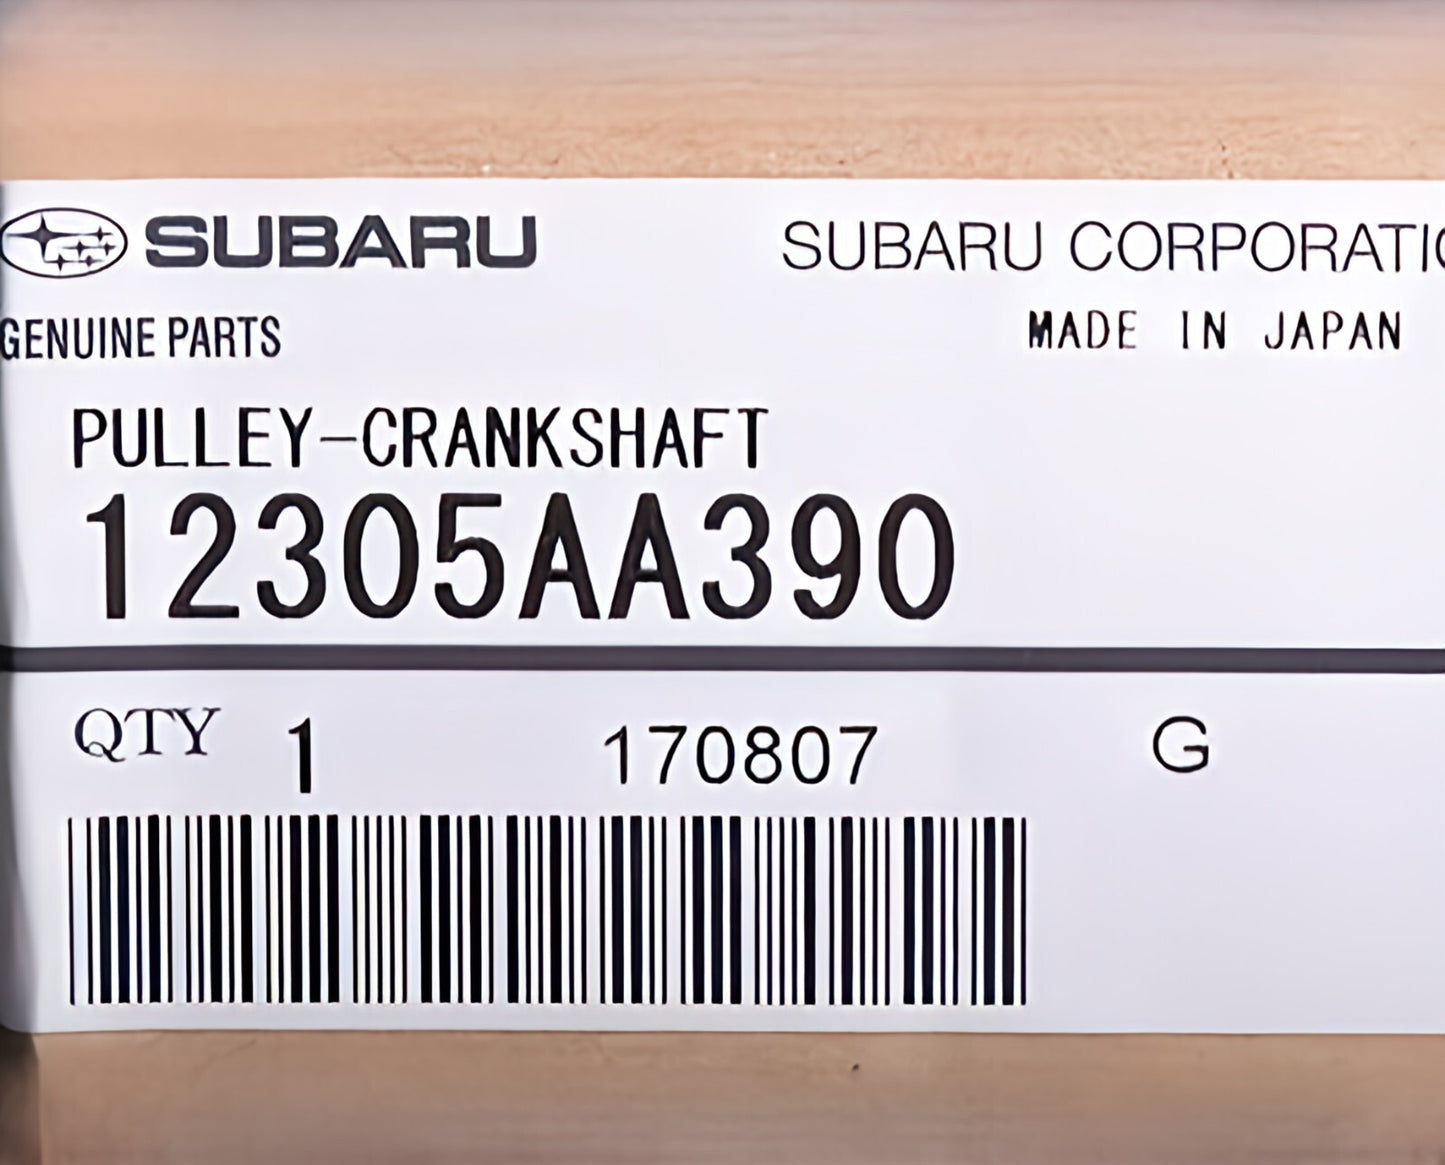 SUBARU SUBARU CORPORATIO
GENUINE PARTS MADE IN JAPAN
PULLEY-CRANKSHAFT
12305AA390
QTY 1 170807 G